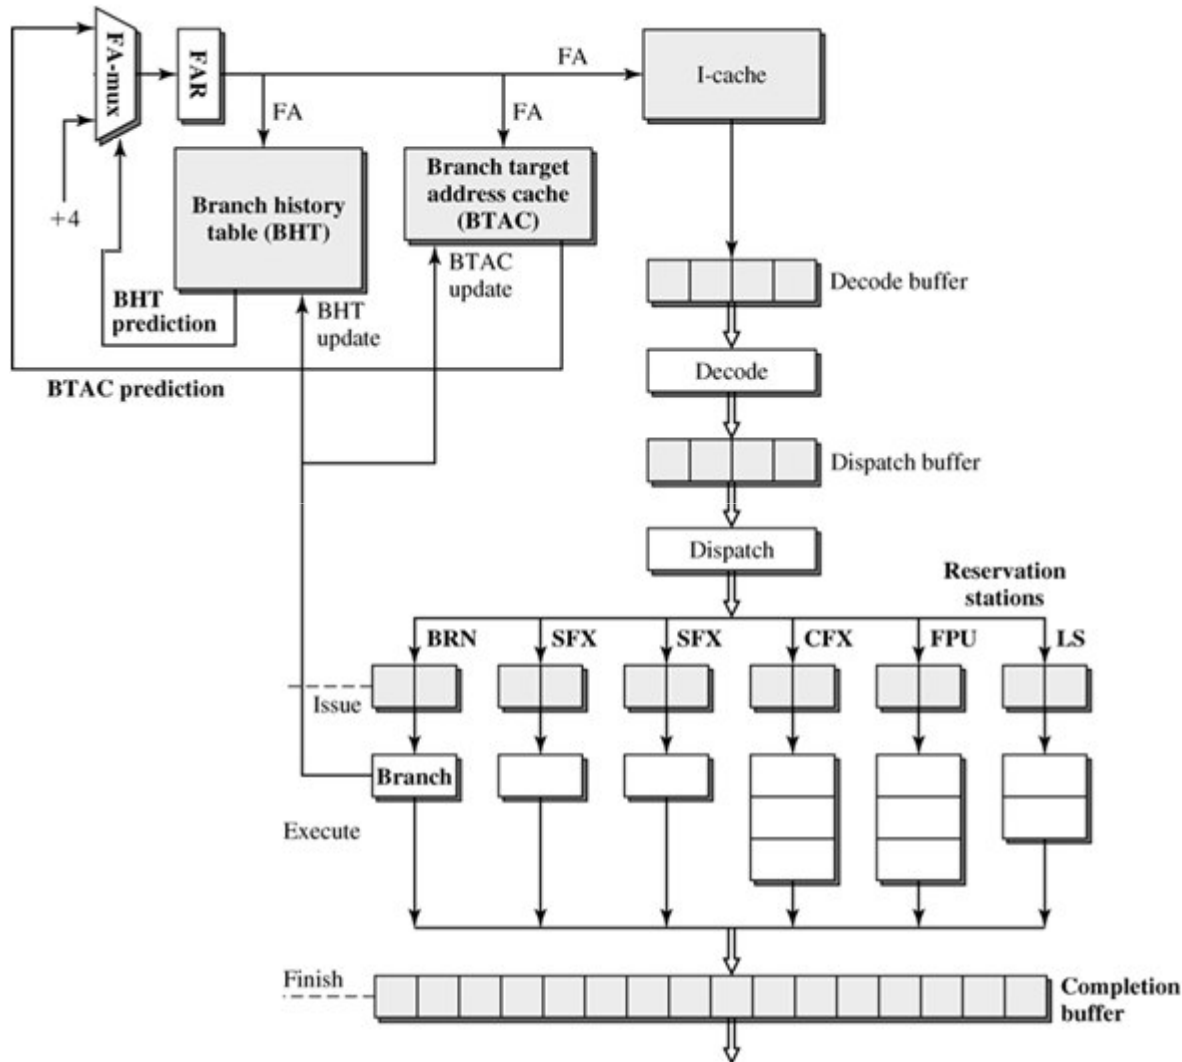 FA-mux
FAR
FA
I-cache
FA
FA
Branch history
table (BHT)
Branch target
address cache
(BTAC)
+4
BTAC
update
Decode buffer
BHT
prediction
BHT
update
BTAC prediction
Decode
Dispatch buffer
Dispatch
Reservation
stations
BRN
SFX
SFX
CFX
FPU
LS
Issue
Branch
Execute
Finish
Completion
buffer